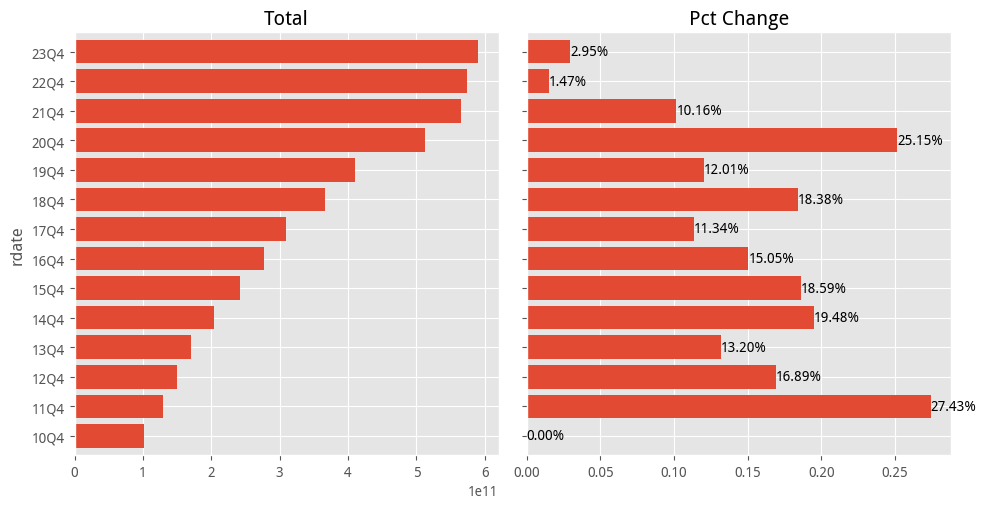 Total
Pct Change
rdate
23Q4
22Q4
21Q4
20Q4
19Q4
18Q4
17Q4
16Q4
15Q4
14Q4
13Q4
12Q4
11Q4
10Q4
0 1 2 3 4 5 6
1e11
2.95%
1.47%
10.16%
25.15%
12.01%
18.38%
11.34%
15.05%
18.59%
19.48%
13.20%
16.89%
27.43%
0.00%
0.00 0.05 0.10 0.15 0.20 0.25